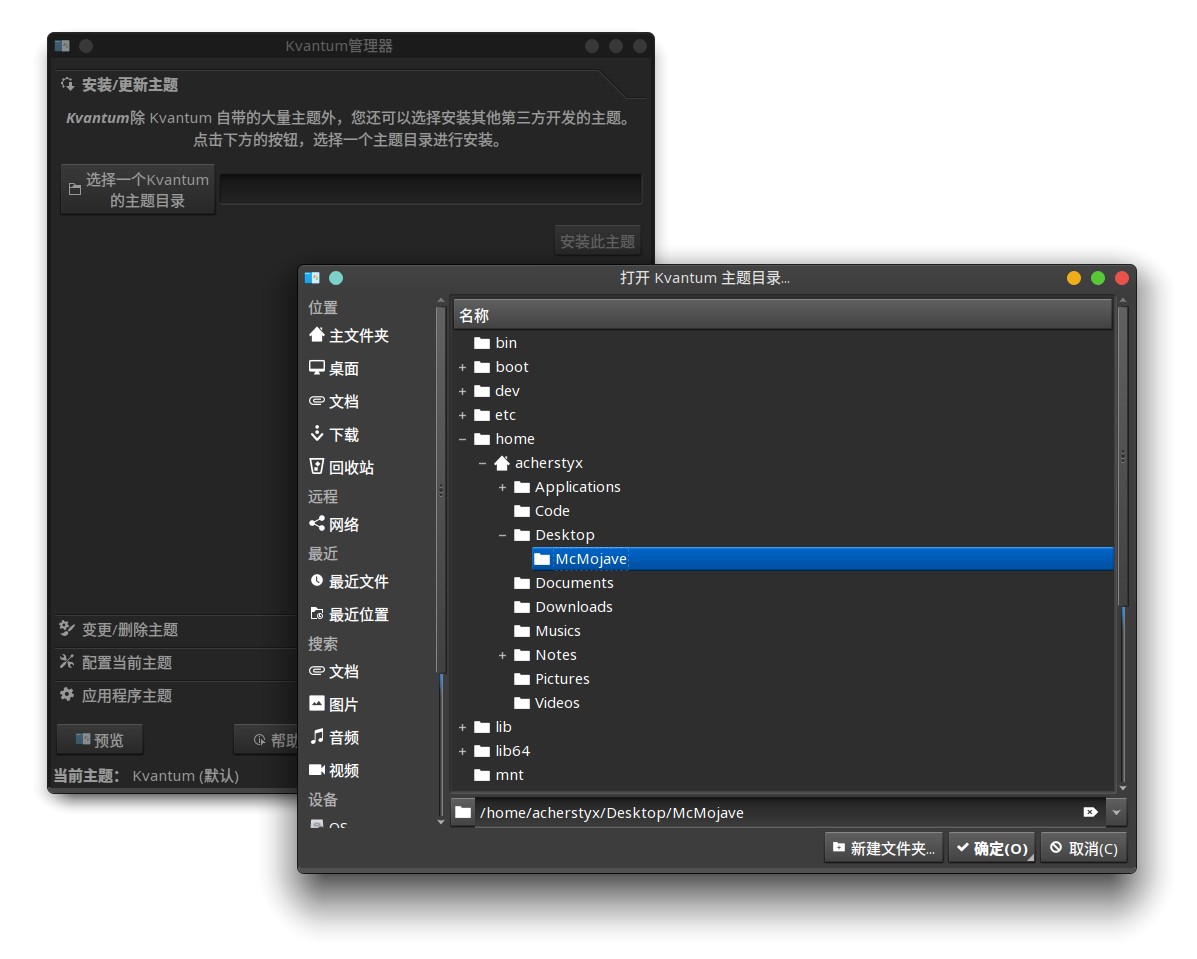 Kvantum管理器
安装/更新主题
Kvantum除 Kvantum 自带的大量主题外，您还可以选择安装其他第三方开发的主题。
点击下方的按钮，选择一个主题目录进行安装。
选择一个Kvantum
的主题目录
安装此主题
变更/删除主题
配置当前主题
应用程序主题
预览
帮助
当前主题： Kvantum (默认)
打开 Kvantum 主题目录...
位置
主文件夹
桌面
文档
下载
回收站
远程
网络
最近
最近文件
最近位置
搜索
文档
图片
音频
视频
设备
OS
名称
bin
boot
dev
etc
home
acherstyx
Applications
Code
Desktop
McMojave
Documents
Downloads
Musics
Notes
Pictures
Videos
lib
lib64
mnt
/home/acherstyx/Desktop/McMojave
新建文件夹...
确定(O)
取消(C)